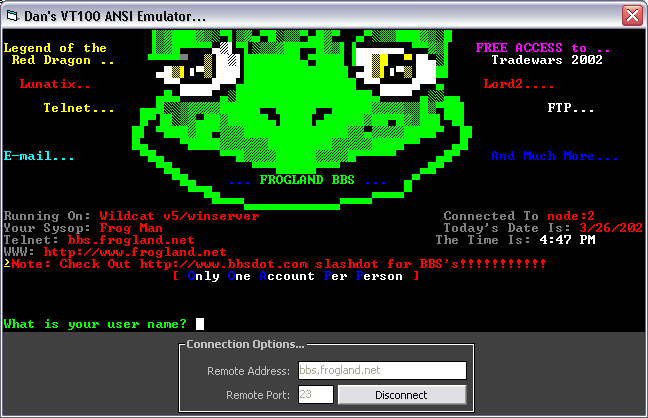 Dan's VT100 ANSI Emulator...
Legend of the FREE ACCESS to ..
Red Dragon .. Tradewars 2002
Lunatix.. Lord2....
Telnet... FTP...
E-mail... And Much More...
... FROGLAND BBS ...
Running On: Wildcat v5/winserver Connected To node:2
Your Sysop: Frog Man Today's Date Is: 3/26/202
Telnet: bbs.frogland.net The Time Is: 4:47 PM
WWW: http://www.frogland.net
>Note: Check Out http://www.bbsdot.com slashdot for BBS's!!!!!!!!!!!
[ Only One Account Per Person ]
What is your user name?
Connection Options...
Remote Address: bbs.frogland.net
Remote Port: 23 Disconnect